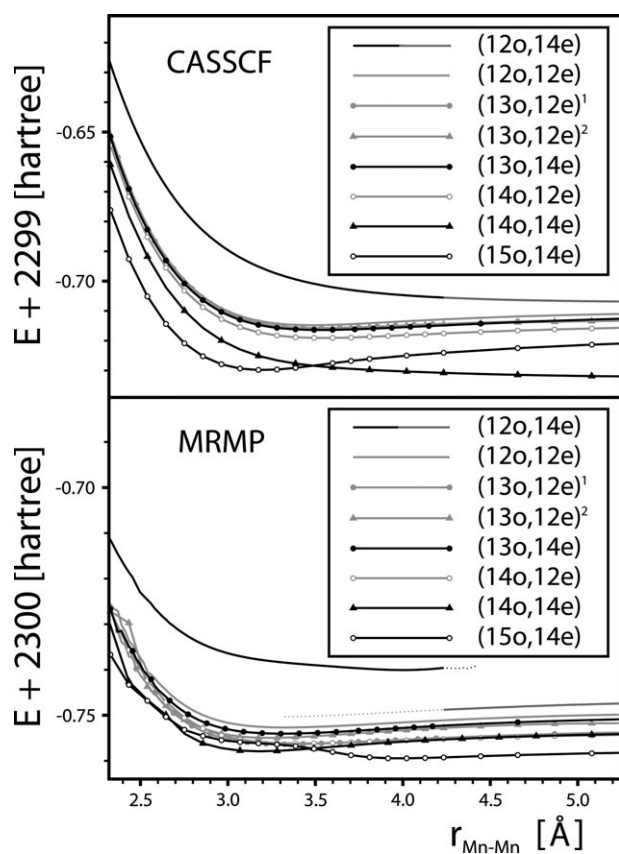 CASSCF
(12o,14e)
(12o,12e)
(13o,12e)¹
(13o,12e)²
(13o,14e)
(14o,12e)
(14o,14e)
(15o,14e)
E + 2299 [hartree]
-0.65
-0.70
MRMP
(12o,14e)
(12o,12e)
(13o,12e)¹
(13o,12e)²
(13o,14e)
(14o,12e)
(14o,14e)
(15o,14e)
E + 2300 [hartree]
-0.70
-0.75
2.5 3.0 3.5 4.0 4.5 5.0
r Mn-Mn [Å]